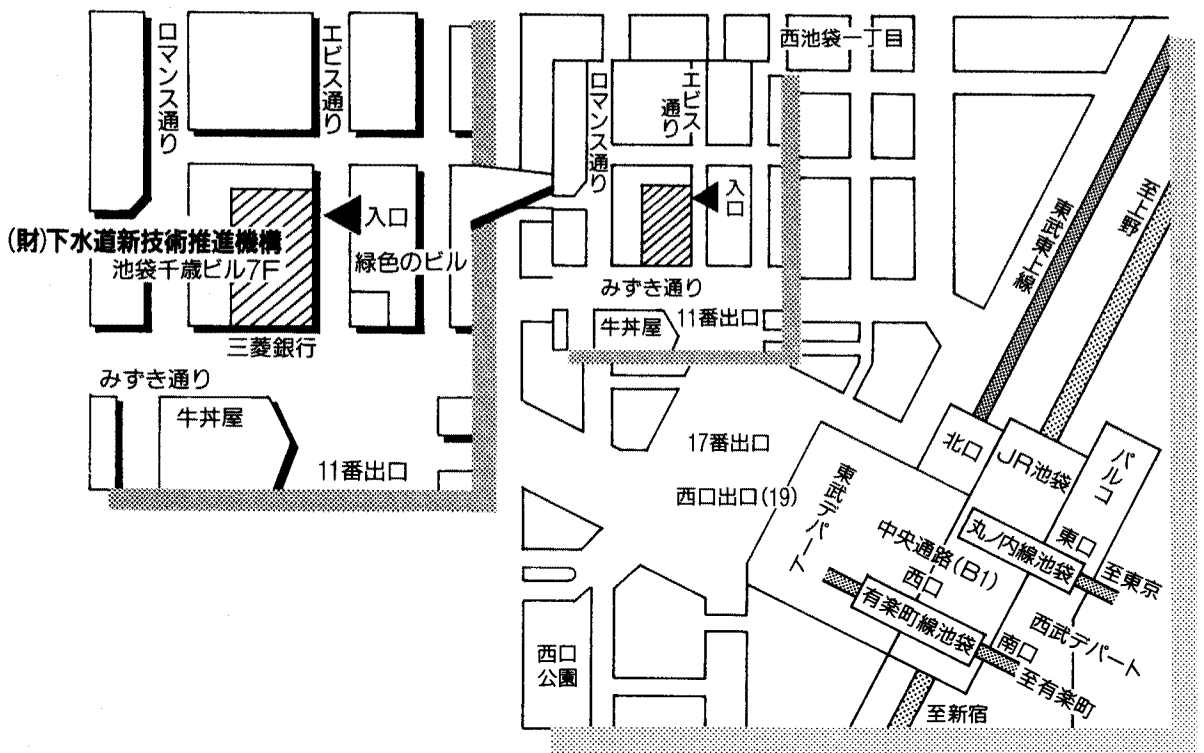 ロマンス通り
エビス通り
入口
(財)下水道新技術推進機構
池袋千歳ビル7F
緑色のビル
三菱銀行
みずき通り
牛丼屋
11番出口
西池袋一丁目
ロマンス通り
エビス
通り
入口
みずき通り
牛丼屋
11番出口
東武東上線
至上野
17番出口
西口出口(19)
東武デパート
北口
JR池袋
パルコ
中央通路(B1)
西口
丸ノ内線池袋
東口
至東京
有楽町線池袋
南口
西武デパート
至有楽町
至新宿
西口
公園